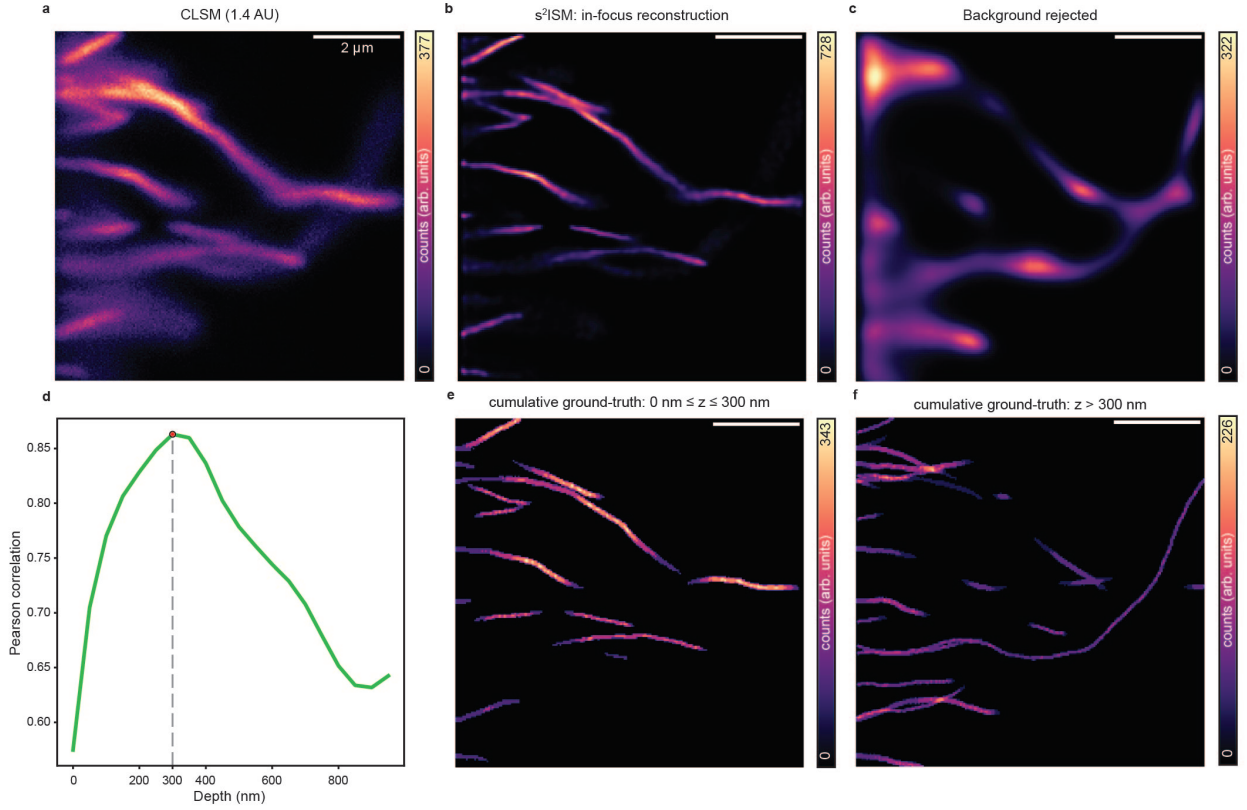 a
CLSM (1.4 AU)
2 µm
377
counts (arb. units)
0
b
s²ISM: in-focus reconstruction
728
counts (arb. units)
0
c
Background rejected
322
counts (arb. units)
0
d
Pearson correlation
0.85
0.80
0.75
0.70
0.65
0.60
0
200
300
400
600
800
Depth (nm)
e
cumulative ground-truth: 0 nm ≤ z ≤ 300 nm
343
counts (arb. units)
0
f
cumulative ground-truth: z > 300 nm
226
counts (arb. units)
0